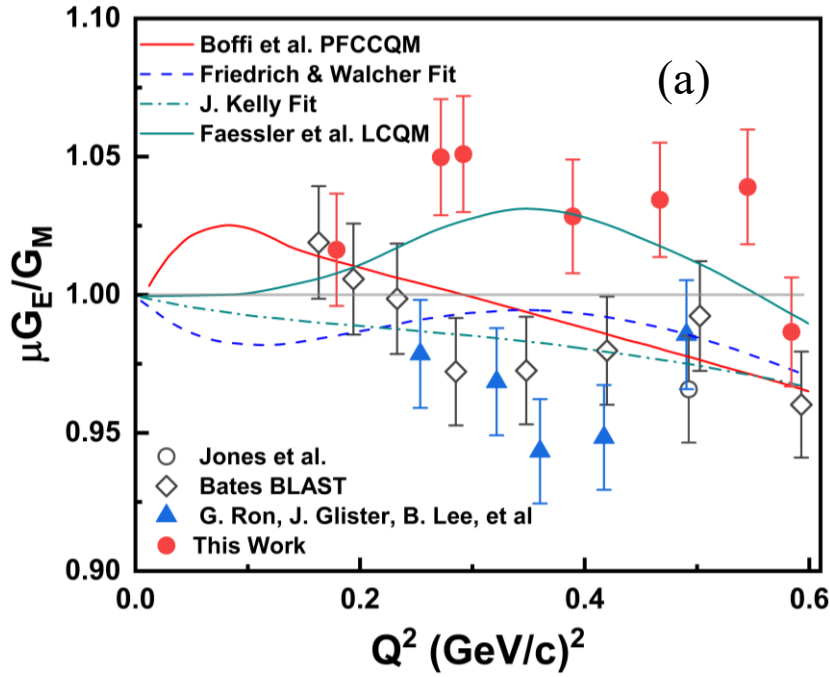 1.10
Boffi et al. PFCCQM
Friedrich & Walcher Fit
J. Kelly Fit
Faessler et al. LCQM
(a)
1.05
1.00
0.95
0.90
μG_E/G_M
Jones et al.
Bates BLAST
G. Ron, J. Glister, B. Lee, et al
This Work
0.0 0.2 0.4 0.6
Q² (GeV/c)²